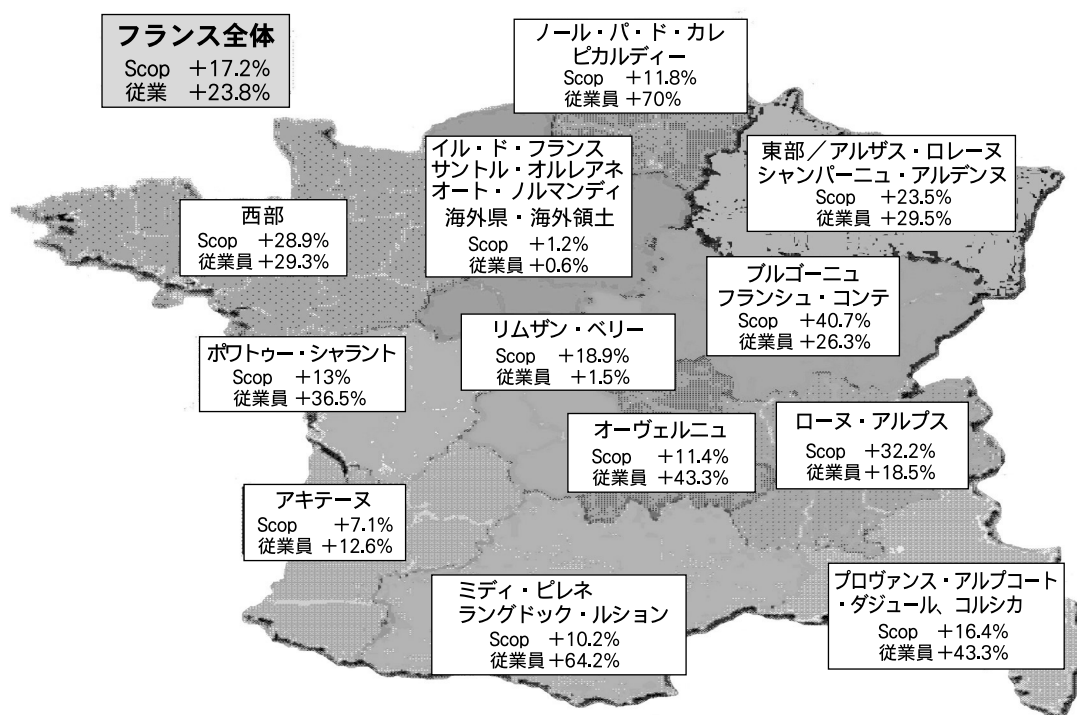 フランス全体
Scop +17.2%
従業 +23.8%
ノール・パ・ド・カレ
ピカルディー
Scop +11.8%
従業員 +70%
イル・ド・フランス
サントル・オルレアネ
オート・ノルマンディ
海外県・海外領土
Scop +1.2%
従業員 +0.6%
東部／アルザス・ロレーヌ
シャンパーニュ・アルデンヌ
Scop +23.5%
従業員 +29.5%
西部
Scop +28.9%
従業員 +29.3%
ブルゴーニュ
フランシュ・コンテ
Scop +40.7%
従業員 +26.3%
リムザン・ベリー
Scop +18.9%
従業員 +1.5%
ポワトゥー・シャラント
Scop +13%
従業員 +36.5%
オーヴェルニュ
Scop +11.4%
従業員 +43.3%
ローヌ・アルプス
Scop +32.2%
従業員 +18.5%
アキテーヌ
Scop +7.1%
従業員 +12.6%
ミディ・ピレネ
ラングドック・ルション
Scop +10.2%
従業員 +64.2%
プロヴァンス・アルプコート
・ダジュール、コルシカ
Scop +16.4%
従業員 +43.3%